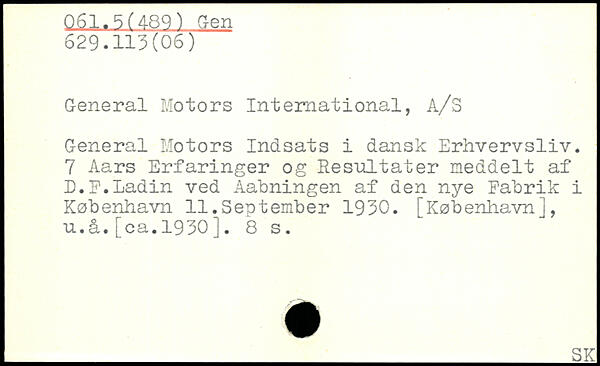 061.5(489) Gen
629.113(06)
General Motors International, A/S
General Motors Indsats i dansk Erhvervsliv.
7 Aars Erfaringer og Resultater meddelt af
D.F.Ladin ved Aabningen af den nye Fabrik i
København 11.September 1930. [København],
u.å.[ca.1930]. 8 s.
SK